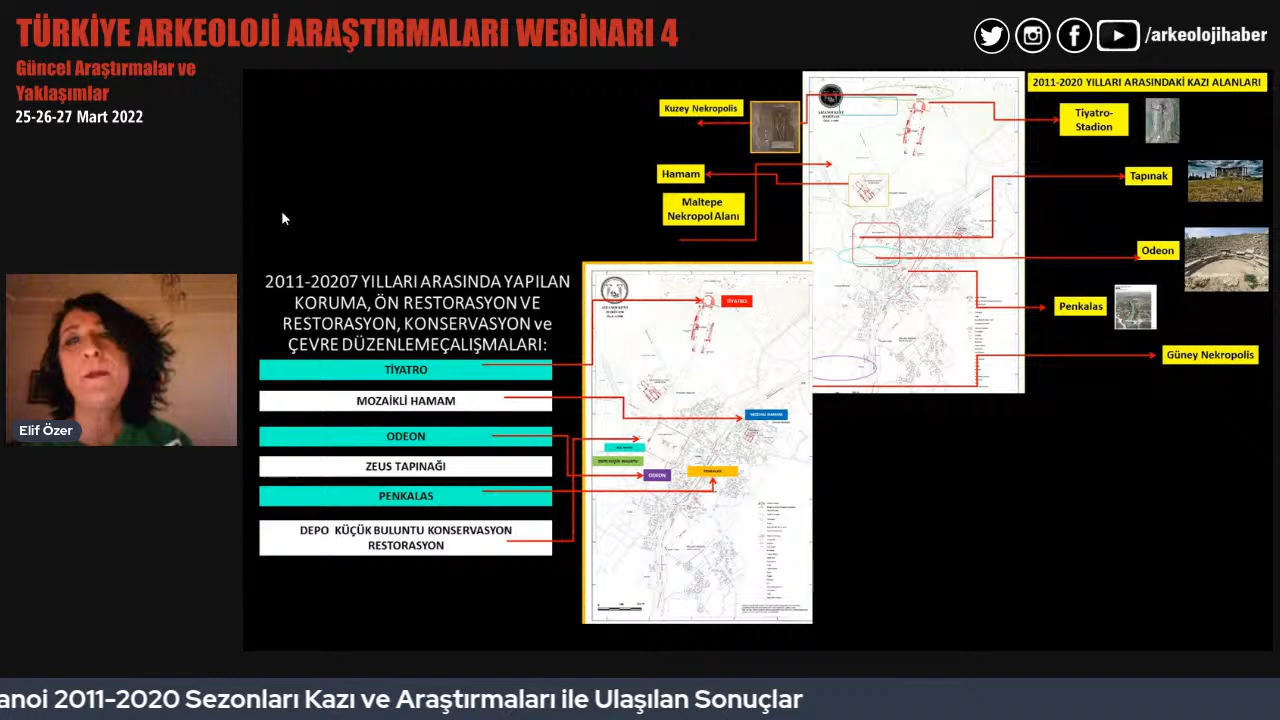 TÜRKİYE ARKEOLOJİ ARAŞTIRMALARI WEBİNARI 4
Güncel Araştırmalar ve
Yaklaşımlar
25-26-27 Mart 2022
/arkeolojihaber
2011-2020 YILLARI ARASINDAKİ KAZI ALANLARI
Kuzey Nekropolis
Tiyatro-
Stadion
Hamam
Tapınak
Maltepe
Nekropol Alanı
Odeon
Penkalas
Güney Nekropolis
2011-20207 YILLARI ARASINDA YAPILAN
KORUMA, ÖN RESTORASYON VE
RESTORASYON, KONSERVASYON ve
ÇEVRE DÜZENLEMEÇALIŞMALARI:
TİYATRO
MOZAİKLİ HAMAM
ODEON
ZEUS TAPINAĞI
PENKALAS
DEPO KÜÇÜK BULUNTU KONSERVASYON
RESTORASYON
TİYATRO
MOZAİKLİ HAMAM
ODEON
PENKALAS
Elif Özer
anoi 2011-2020 Sezonları Kazı ve Araştırmaları ile Ulaşılan Sonuçlar